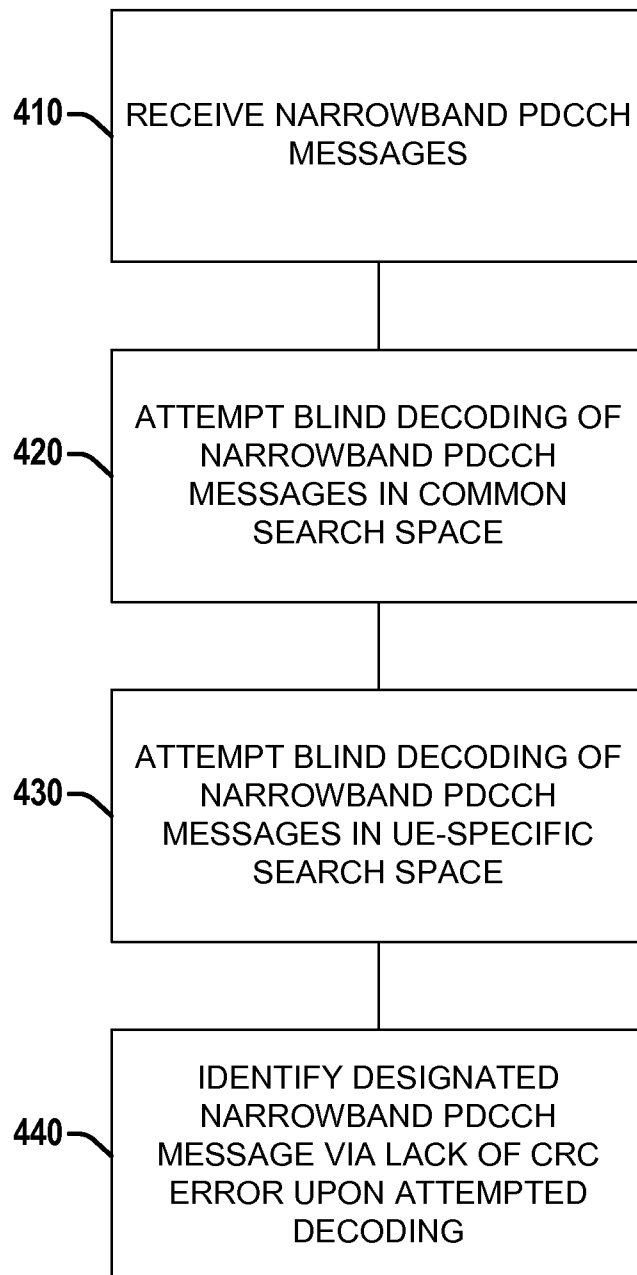 410
RECEIVE NARROWBAND PDCCH
MESSAGES
420
ATTEMPT BLIND DECODING OF
NARROWBAND PDCCH
MESSAGES IN COMMON
SEARCH SPACE
430
ATTEMPT BLIND DECODING OF
NARROWBAND PDCCH
MESSAGES IN UE-SPECIFIC
SEARCH SPACE
440
IDENTIFY DESIGNATED
NARROWBAND PDCCH
MESSAGE VIA LACK OF CRC
ERROR UPON ATTEMPTED
DECODING